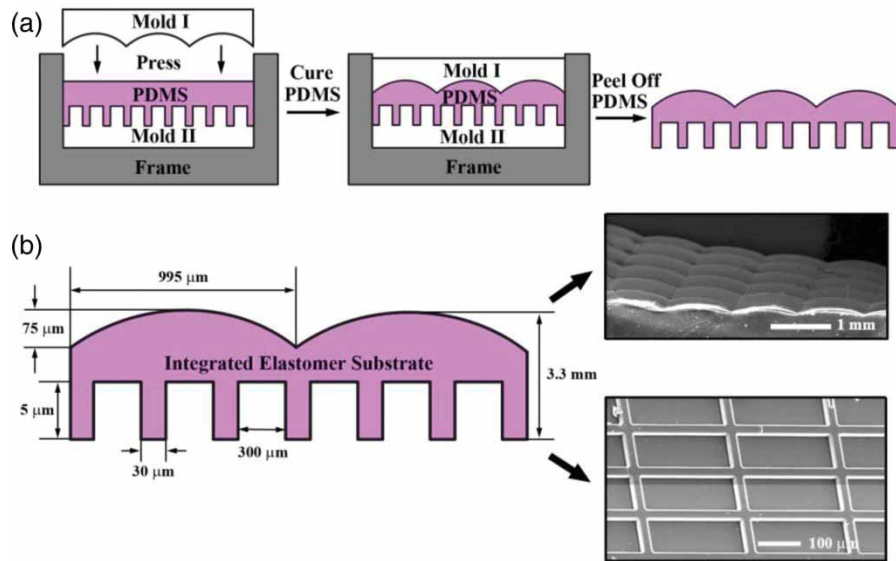 (a)
Mold I
Press
PDMS
Mold II
Frame
Cure
PDMS
Mold I
PDMS
Mold II
Frame
Peel Off
PDMS
(b)
995 μm
75 μm
Integrated Elastomer Substrate
3.3 mm
5 μm
30 μm
300 μm
1 mm
100 μm